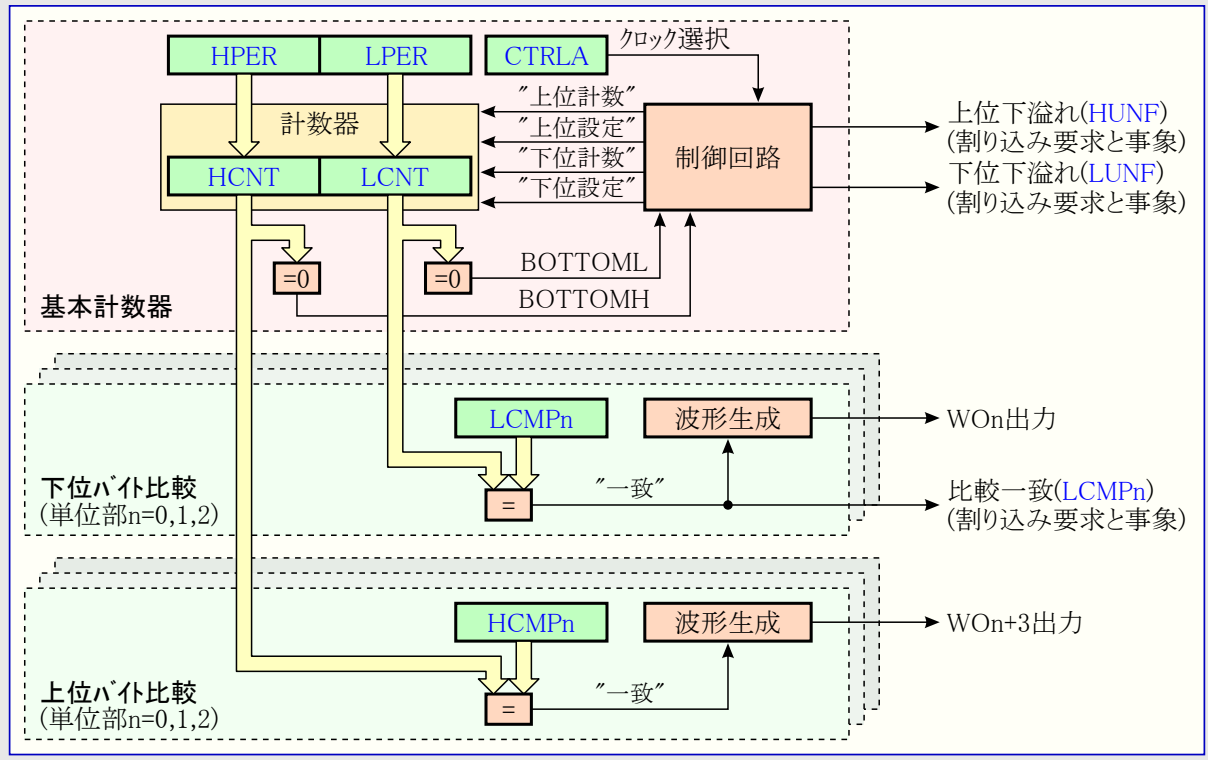 HPER
LPER
CTRLA
クロック選択
計数器
"上位計数"
"上位設定"
"下位計数"
"下位設定"
制御回路
上位下溢れ(HUNF)
(割り込み要求と事象)
下位下溢れ(LUNF)
(割り込み要求と事象)
HCNT
LCNT
=0
=0
BOTTOML
BOTTOMH
基本計数器
LCMPn
波形生成
WOn出力
下位バイト比較
(単位部n=0,1,2)
=
"一致"
比較一致(LCMPn)
(割り込み要求と事象)
HCMPn
波形生成
WOn+3出力
上位バイト比較
(単位部n=0,1,2)
=
"一致"